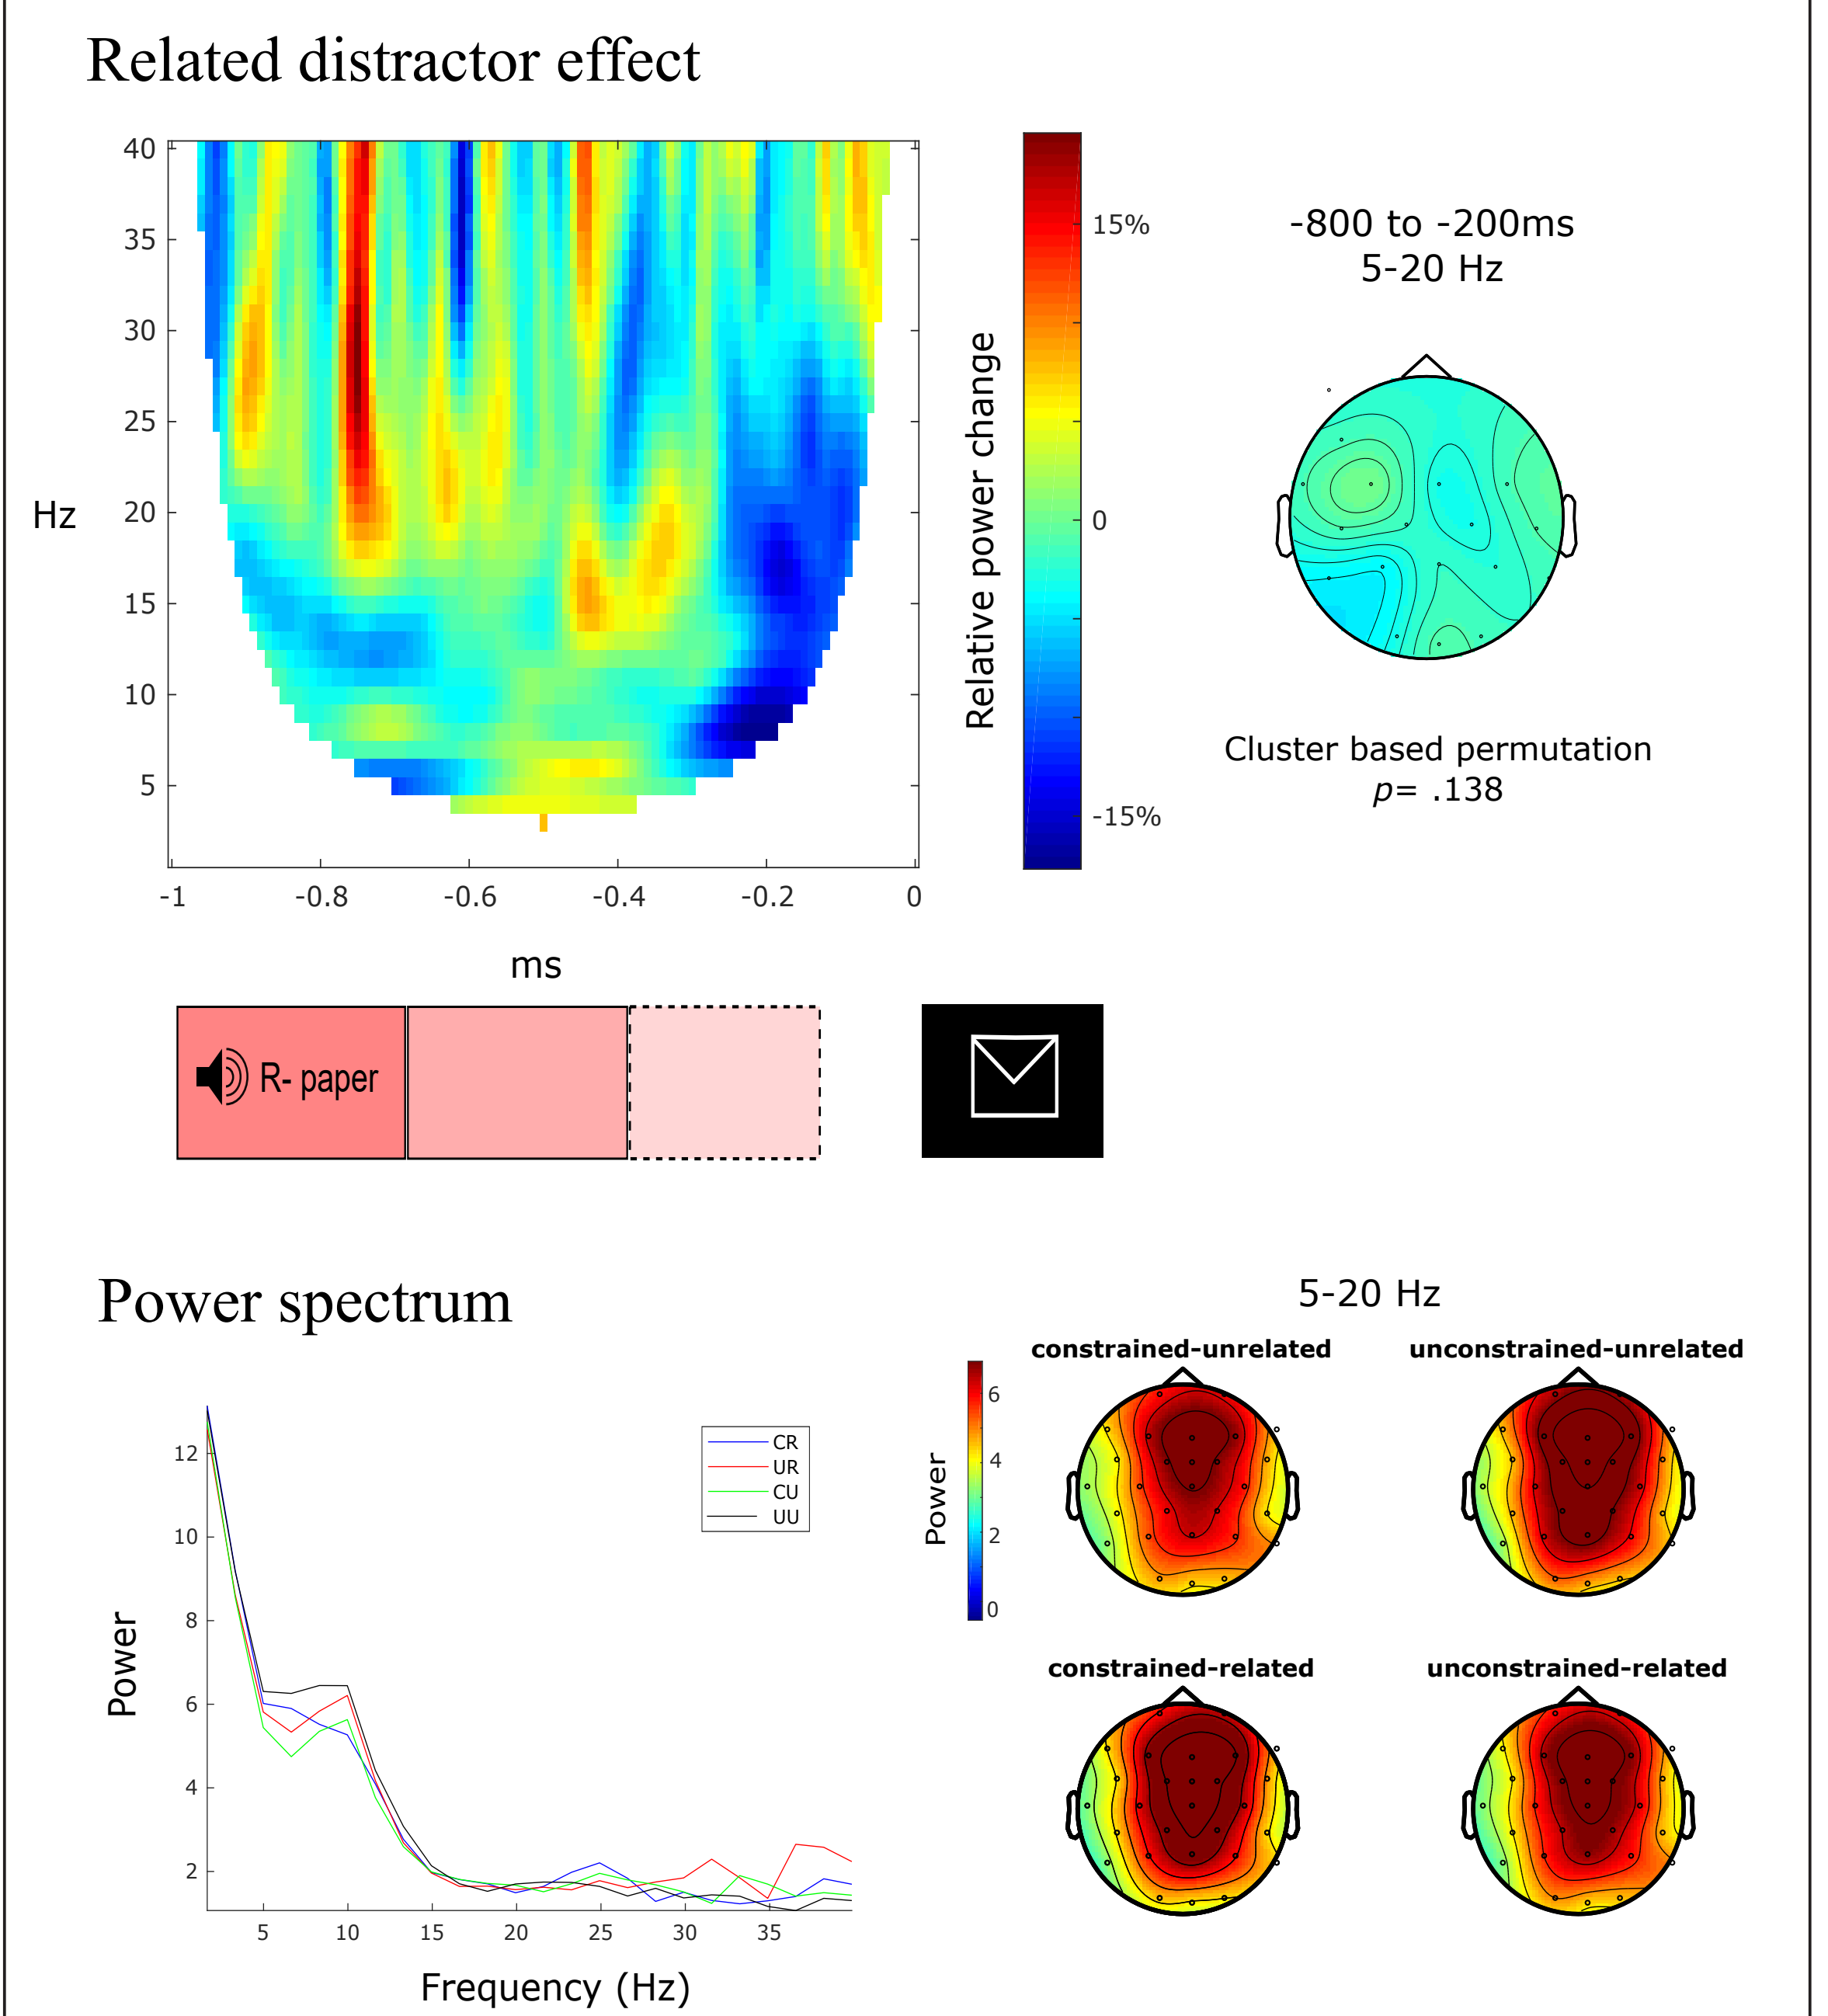 Related distractor effect
40
35
30
25
20
15
10
5
Hz
-1 -0.8 -0.6 -0.4 -0.2 0
ms
Relative power change
15%
0
-15%
-800 to -200ms
5-20 Hz
Cluster based permutation
p= .138
R- paper
Power spectrum
12
10
8
6
4
2
Power
5 10 15 20 25 30 35
Frequency (Hz)
CR
UR
CU
UU
5-20 Hz
Power
6
4
2
0
constrained-unrelated
unconstrained-unrelated
constrained-related
unconstrained-related